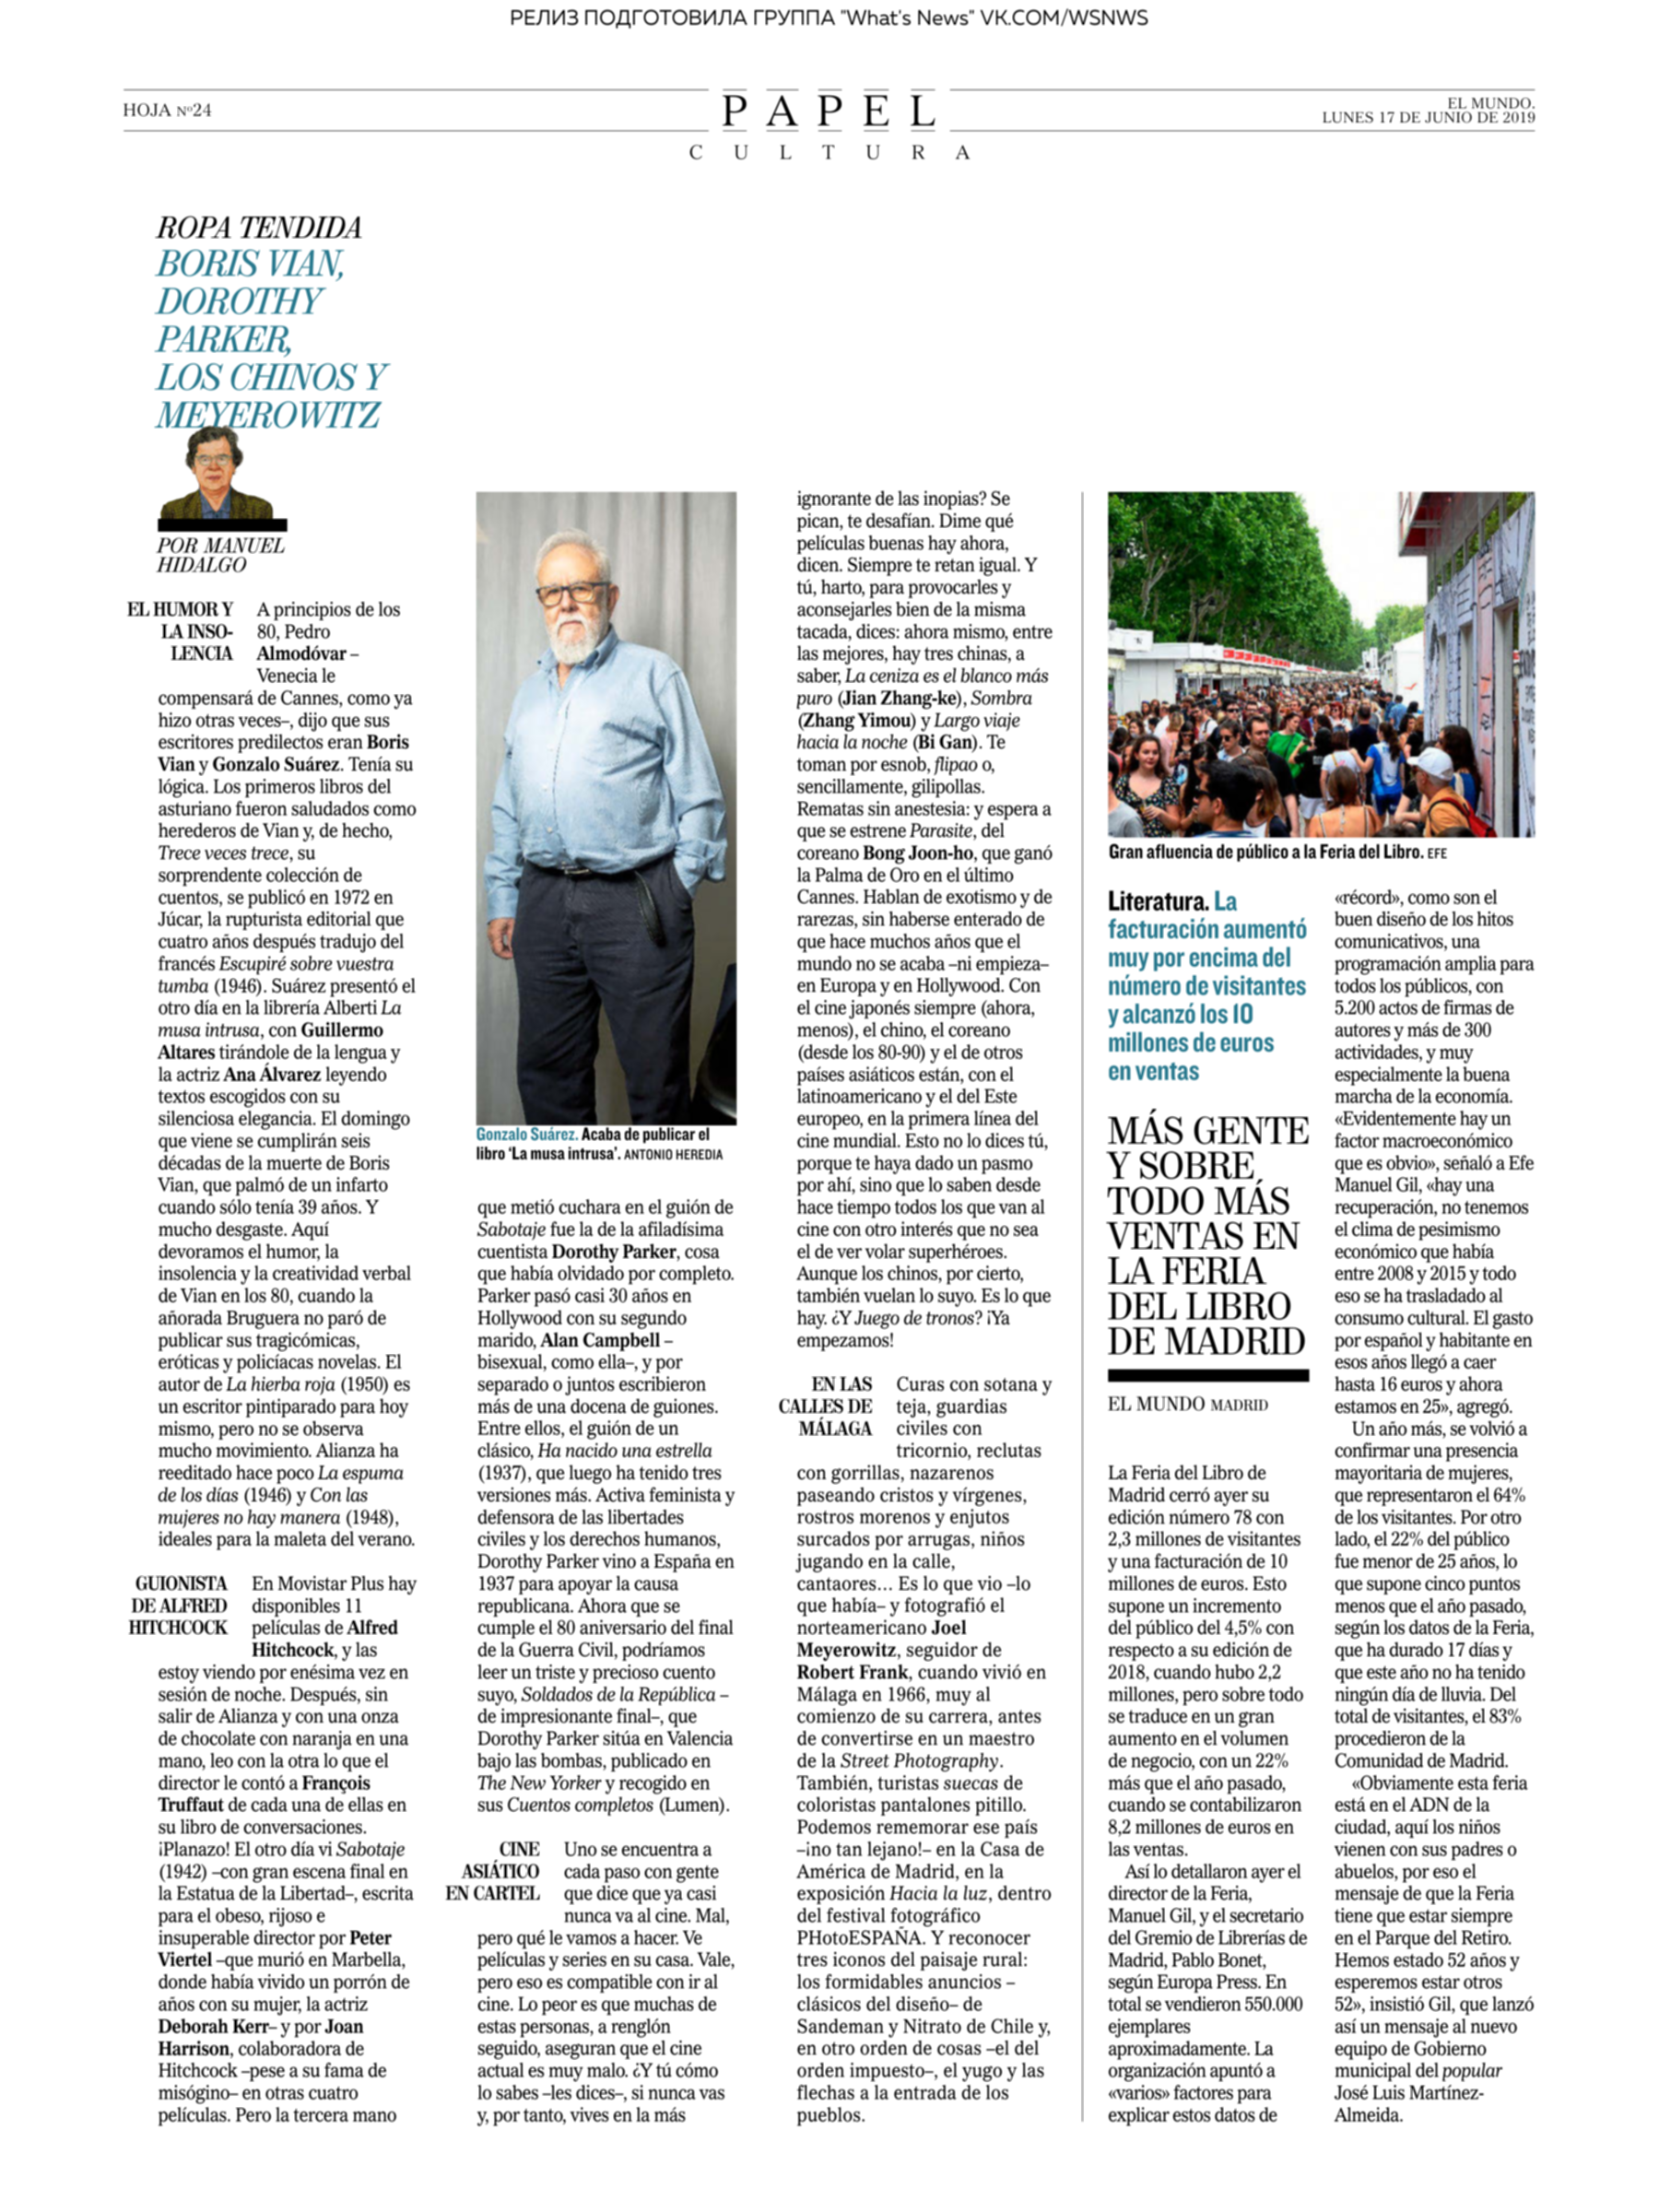 РЕЛИЗ ПОДГОТОВИЛА ГРУППА "What's News" VK.COM/WSNWS
HOJA Nº24
PAPEL
CULTURA
EL MUNDO.
LUNES 17 DE JUNIO DE 2019
ROPA TENDIDA
BORIS VIAN,
DOROTHY
PARKER,
LOS CHINOS Y
MEYEROWITZ
POR MANUEL
HIDALGO
EL HUMOR Y
LA INSO-
LENCIA
A principios de los
80, Pedro
Almodóvar –
Venecia le
compensará de Cannes, como ya
hizo otras veces–, dijo que sus
escritores predilectos eran Boris
Vian y Gonzalo Suárez. Tenía su
lógica. Los primeros libros del
asturiano fueron saludados como
herederos de Vian y, de hecho,
Trece veces trece, su
sorprendente colección de
cuentos, se publicó en 1972 en
Júcar, la rupturista editorial que
cuatro años después tradujo del
francés Escupiré sobre vuestra
tumba (1946). Suárez presentó el
otro día en la librería Alberti La
musa intrusa, con Guillermo
Altares tirándole de la lengua y
la actriz Ana Álvarez leyendo
textos escogidos con su
silenciosa elegancia. El domingo
que viene se cumplirán seis
décadas de la muerte de Boris
Vian, que palmó de un infarto
cuando sólo tenía 39 años. Y
mucho desgaste. Aquí
devoramos el humor, la
insolencia y la creatividad verbal
de Vian en los 80, cuando la
añorada Bruguera no paró de
publicar sus tragicómicas,
eróticas y policíacas novelas. El
autor de La hierba roja (1950) es
un escritor pintiparado para hoy
mismo, pero no se observa
mucho movimiento. Alianza ha
reeditado hace poco La espuma
de los días (1946) y Con las
mujeres no hay manera (1948),
ideales para la maleta del verano.
GUIONISTA
DE ALFRED
HITCHCOCK
En Movistar Plus hay
disponibles 11
películas de Alfred
Hitchcock, y las
estoy viendo por enésima vez en
sesión de noche. Después, sin
salir de Alianza y con una onza
de chocolate con naranja en una
mano, leo con la otra lo que el
director le contó a François
Truffaut de cada una de ellas en
su libro de conversaciones.
¡Planazo! El otro día vi Sabotaje
(1942) –con gran escena final en
la Estatua de la Libertad–, escrita
para el obeso, rijoso e
insuperable director por Peter
Viertel –que murió en Marbella,
donde había vivido un porrón de
años con su mujer, la actriz
Deborah Kerr– y por Joan
Harrison, colaboradora de
Hitchcock –pese a su fama de
misógino– en otras cuatro
películas. Pero la tercera mano
Gonzalo Suárez. Acaba de publicar el
libro 'La musa intrusa'. ANTONIO HEREDIA
que metió cuchara en el guión de
Sabotaje fue la de la afiladísima
cuentista Dorothy Parker, cosa
que había olvidado por completo.
Parker pasó casi 30 años en
Hollywood con su segundo
marido, Alan Campbell –
bisexual, como ella–, y por
separado o juntos escribieron
más de una docena de guiones.
Entre ellos, el guión de un
clásico, Ha nacido una estrella
(1937), que luego ha tenido tres
versiones más. Activa feminista y
defensora de las libertades
civiles y los derechos humanos,
Dorothy Parker vino a España en
1937 para apoyar la causa
republicana. Ahora que se
cumple el 80 aniversario del final
de la Guerra Civil, podríamos
leer un triste y precioso cuento
suyo, Soldados de la República –
de impresionante final–, que
Dorothy Parker sitúa en Valencia
bajo las bombas, publicado en
The New Yorker y recogido en
sus Cuentos completos (Lumen).
CINE
ASIÁTICO
EN CARTEL
Uno se encuentra a
cada paso con gente
que dice que ya casi
nunca va al cine. Mal,
pero qué le vamos a hacer. Ve
películas y series en su casa. Vale,
pero eso es compatible con ir al
cine. Lo peor es que muchas de
estas personas, a renglón
seguido, aseguran que el cine
actual es muy malo. ¿Y tú cómo
lo sabes –les dices–, si nunca vas
y, por tanto, vives en la más
ignorante de las inopias? Se
pican, te desafían. Dime qué
películas buenas hay ahora,
dicen. Siempre te retan igual. Y
tú, harto, para provocarles y
aconsejarles bien de la misma
tacada, dices: ahora mismo, entre
las mejores, hay tres chinas, a
saber, La ceniza es el blanco más
puro (Jian Zhang-ke), Sombra
(Zhang Yimou) y Largo viaje
hacia la noche (Bi Gan). Te
toman por esnob, flipao o,
sencillamente, gilipollas.
Rematas sin anestesia: y espera a
que se estrene Parasite, del
coreano Bong Joon-ho, que ganó
la Palma de Oro en el último
Cannes. Hablan de exotismo y de
rarezas, sin haberse enterado de
que hace muchos años que el
mundo no se acaba –ni empieza–
en Europa y en Hollywood. Con
el cine japonés siempre (ahora,
menos), el chino, el coreano
(desde los 80-90) y el de otros
países asiáticos están, con el
latinoamericano y el del Este
europeo, en la primera línea del
cine mundial. Esto no lo dices tú,
porque te haya dado un pasmo
por ahí, sino que lo saben desde
hace tiempo todos los que van al
cine con otro interés que no sea
el de ver volar superhéroes.
Aunque los chinos, por cierto,
también vuelan lo suyo. Es lo que
hay. ¿Y Juego de tronos? ¡Ya
empezamos!
EN LAS
CALLES DE
MÁLAGA
Curas con sotana y
teja, guardias
civiles con
tricornio, reclutas
con gorrillas, nazarenos
paseando cristos y vírgenes,
rostros morenos y enjutos
surcados por arrugas, niños
jugando en la calle,
cantaores… Es lo que vio –lo
que había– y fotografió el
norteamericano Joel
Meyerowitz, seguidor de
Robert Frank, cuando vivió en
Málaga en 1966, muy al
comienzo de su carrera, antes
de convertirse en un maestro
de la Street Photography.
También, turistas suecas de
coloristas pantalones pitillo.
Podemos rememorar ese país
–¡no tan lejano!– en la Casa de
América de Madrid, en la
exposición Hacia la luz, dentro
del festival fotográfico
PHotoESPAÑA. Y reconocer
tres iconos del paisaje rural:
los formidables anuncios –
clásicos del diseño– de
Sandeman y Nitrato de Chile y,
en otro orden de cosas –el del
orden impuesto–, el yugo y las
flechas a la entrada de los
pueblos.
Gran afluencia de público a la Feria del Libro. EFE
Literatura. La
facturación aumentó
muy por encima del
número de visitantes
y alcanzó los 10
millones de euros
en ventas
MÁS GENTE
Y SOBRE
TODO MÁS
VENTAS EN
LA FERIA
DEL LIBRO
DE MADRID
EL MUNDO MADRID
La Feria del Libro de
Madrid cerró ayer su
edición número 78 con
2,3 millones de visitantes
y una facturación de 10
millones de euros. Esto
supone un incremento
del público del 4,5% con
respecto a su edición de
2018, cuando hubo 2,2
millones, pero sobre todo
se traduce en un gran
aumento en el volumen
de negocio, con un 22%
más que el año pasado,
cuando se contabilizaron
8,2 millones de euros en
las ventas.
Así lo detallaron ayer el
director de la Feria,
Manuel Gil, y el secretario
del Gremio de Librerías de
Madrid, Pablo Bonet,
según Europa Press. En
total se vendieron 550.000
ejemplares
aproximadamente. La
organización apuntó a
«varios» factores para
explicar estos datos de
«récord», como son el
buen diseño de los hitos
comunicativos, una
programación amplia para
todos los públicos, con
5.200 actos de firmas de
autores y más de 300
actividades, y muy
especialmente la buena
marcha de la economía.
«Evidentemente hay un
factor macroeconómico
que es obvio», señaló a Efe
Manuel Gil, «hay una
recuperación, no tenemos
el clima de pesimismo
económico que había
entre 2008 y 2015 y todo
eso se ha trasladado al
consumo cultural. El gasto
por español y habitante en
esos años llegó a caer
hasta 16 euros y ahora
estamos en 25», agregó.
Un año más, se volvió a
confirmar una presencia
mayoritaria de mujeres,
que representaron el 64%
de los visitantes. Por otro
lado, el 22% del público
fue menor de 25 años, lo
que supone cinco puntos
menos que el año pasado,
según los datos de la Feria,
que ha durado 17 días y
que este año no ha tenido
ningún día de lluvia. Del
total de visitantes, el 83%
procedieron de la
Comunidad de Madrid.
«Obviamente esta feria
está en el ADN de la
ciudad, aquí los niños
vienen con sus padres o
abuelos, por eso el
mensaje de que la Feria
tiene que estar siempre
en el Parque del Retiro.
Hemos estado 52 años y
esperemos estar otros
52», insistió Gil, que lanzó
así un mensaje al nuevo
equipo de Gobierno
municipal del popular
José Luis Martínez-
Almeida.